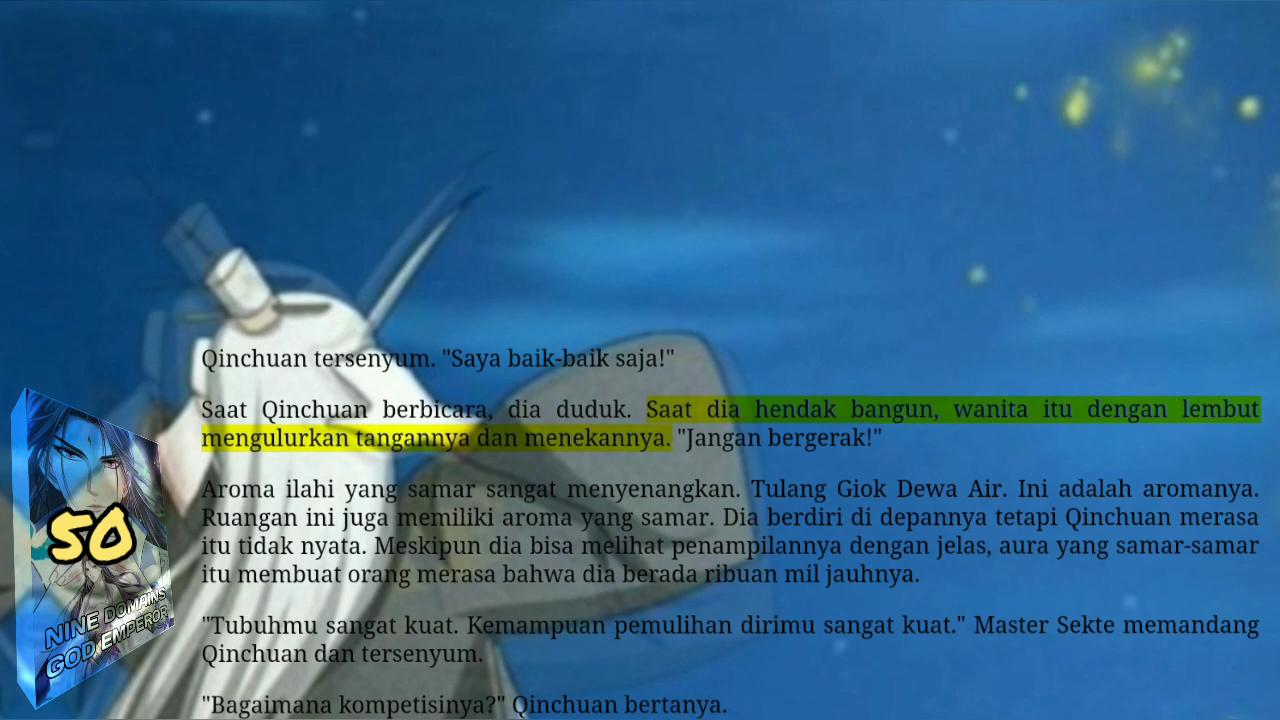 Qinchuan tersenyum. "Saya baik-baik saja!"
Saat Qinchuan berbicara, dia duduk. Saat dia hendak bangun, wanita itu dengan lembut
mengulurkan tangannya dan menekannya. "Jangan bergerak!"
Aroma ilahi yang samar sangat menyenangkan. Tulang Giok Dewa Air. Ini adalah aromanya.
Ruangan ini juga memiliki aroma yang samar. Dia berdiri di depannya tetapi Qinchuan merasa
itu tidak nyata. Meskipun dia bisa melihat penampilannya dengan jelas, aura yang samar-samar
itu membuat orang merasa bahwa dia berada ribuan mil jauhnya.
"Tubuhmu sangat kuat. Kemampuan pemulihan dirimu sangat kuat." Master Sekte memandang
Qinchuan dan tersenyum.
"Bagaimana kompetisinya?" Qinchuan bertanya.
50
NINE DOMAINS
GOD EMPEROR